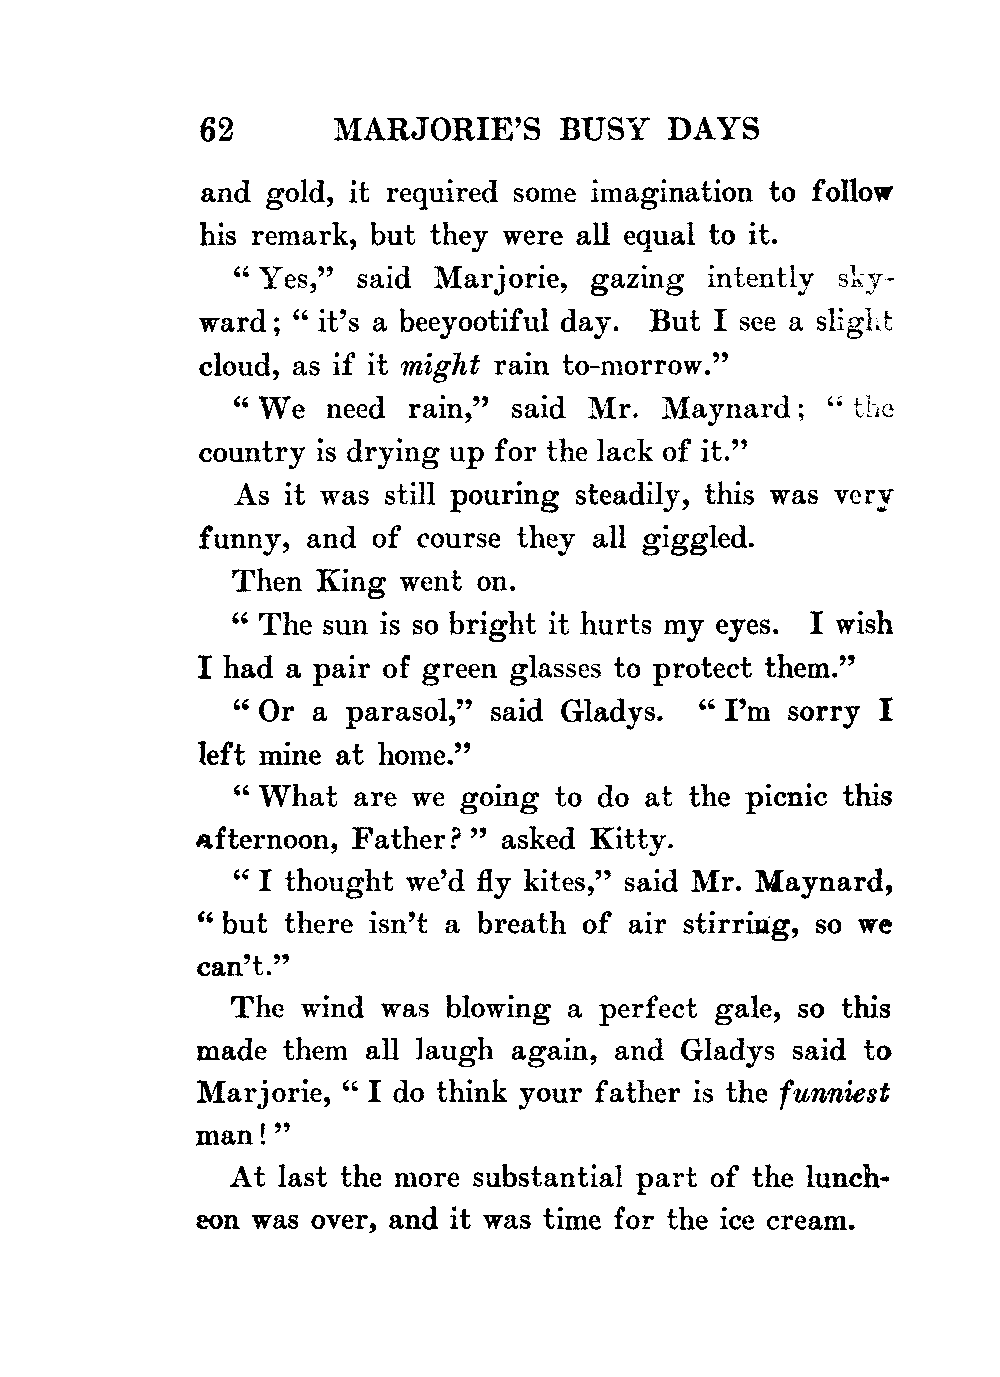 62 MARJORIE'S BUSY DAYS
and gold, it required some imagination to follow
his remark, but they were all equal to it.
“ Yes,” said Marjorie, gazing intently sky-
ward; “ it’s a beeyootiful day. But I see a slight
cloud, as if it might rain to-morrow.”
“ We need rain,” said Mr. Maynard; “ the
country is drying up for the lack of it.”
As it was still pouring steadily, this was very
funny, and of course they all giggled.
Then King went on.
“ The sun is so bright it hurts my eyes. I wish
I had a pair of green glasses to protect them.”
“ Or a parasol,” said Gladys. “ I’m sorry I
left mine at home.”
“ What are we going to do at the picnic this
afternoon, Father? ” asked Kitty.
“ I thought we’d fly kites,” said Mr. Maynard,
“ but there isn’t a breath of air stirring, so we
can’t.”
The wind was blowing a perfect gale, so this
made them all laugh again, and Gladys said to
Marjorie, “ I do think your father is the funniest
man! ”
At last the more substantial part of the lunch-
eon was over, and it was time for the ice cream.